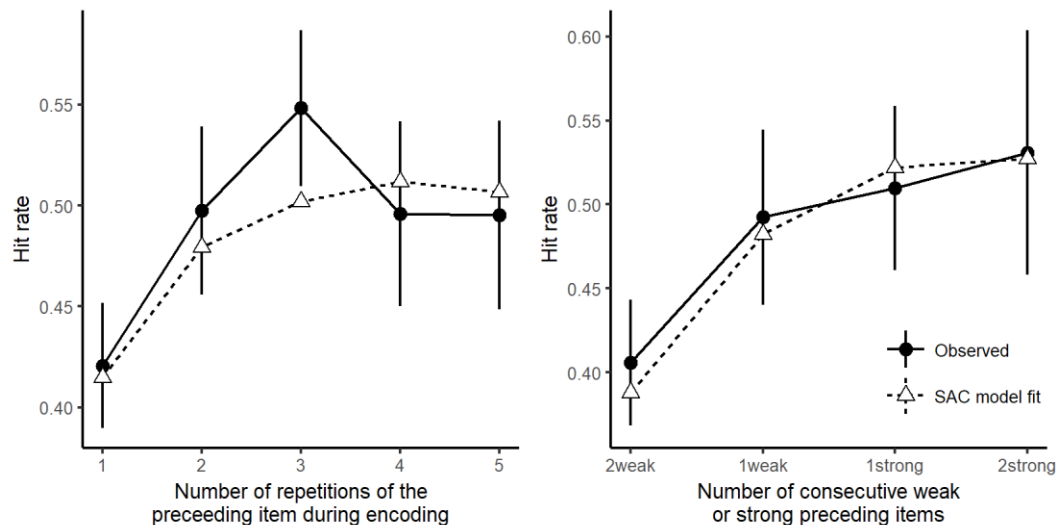 Hit rate
0.55
0.50
0.45
0.40
1 2 3 4 5
Number of repetitions of the
preceeding item during encoding
Hit rate
0.60
0.55
0.50
0.45
0.40
2weak 1weak 1strong 2strong
Number of consecutive weak
or strong preceding items
Observed
SAC model fit